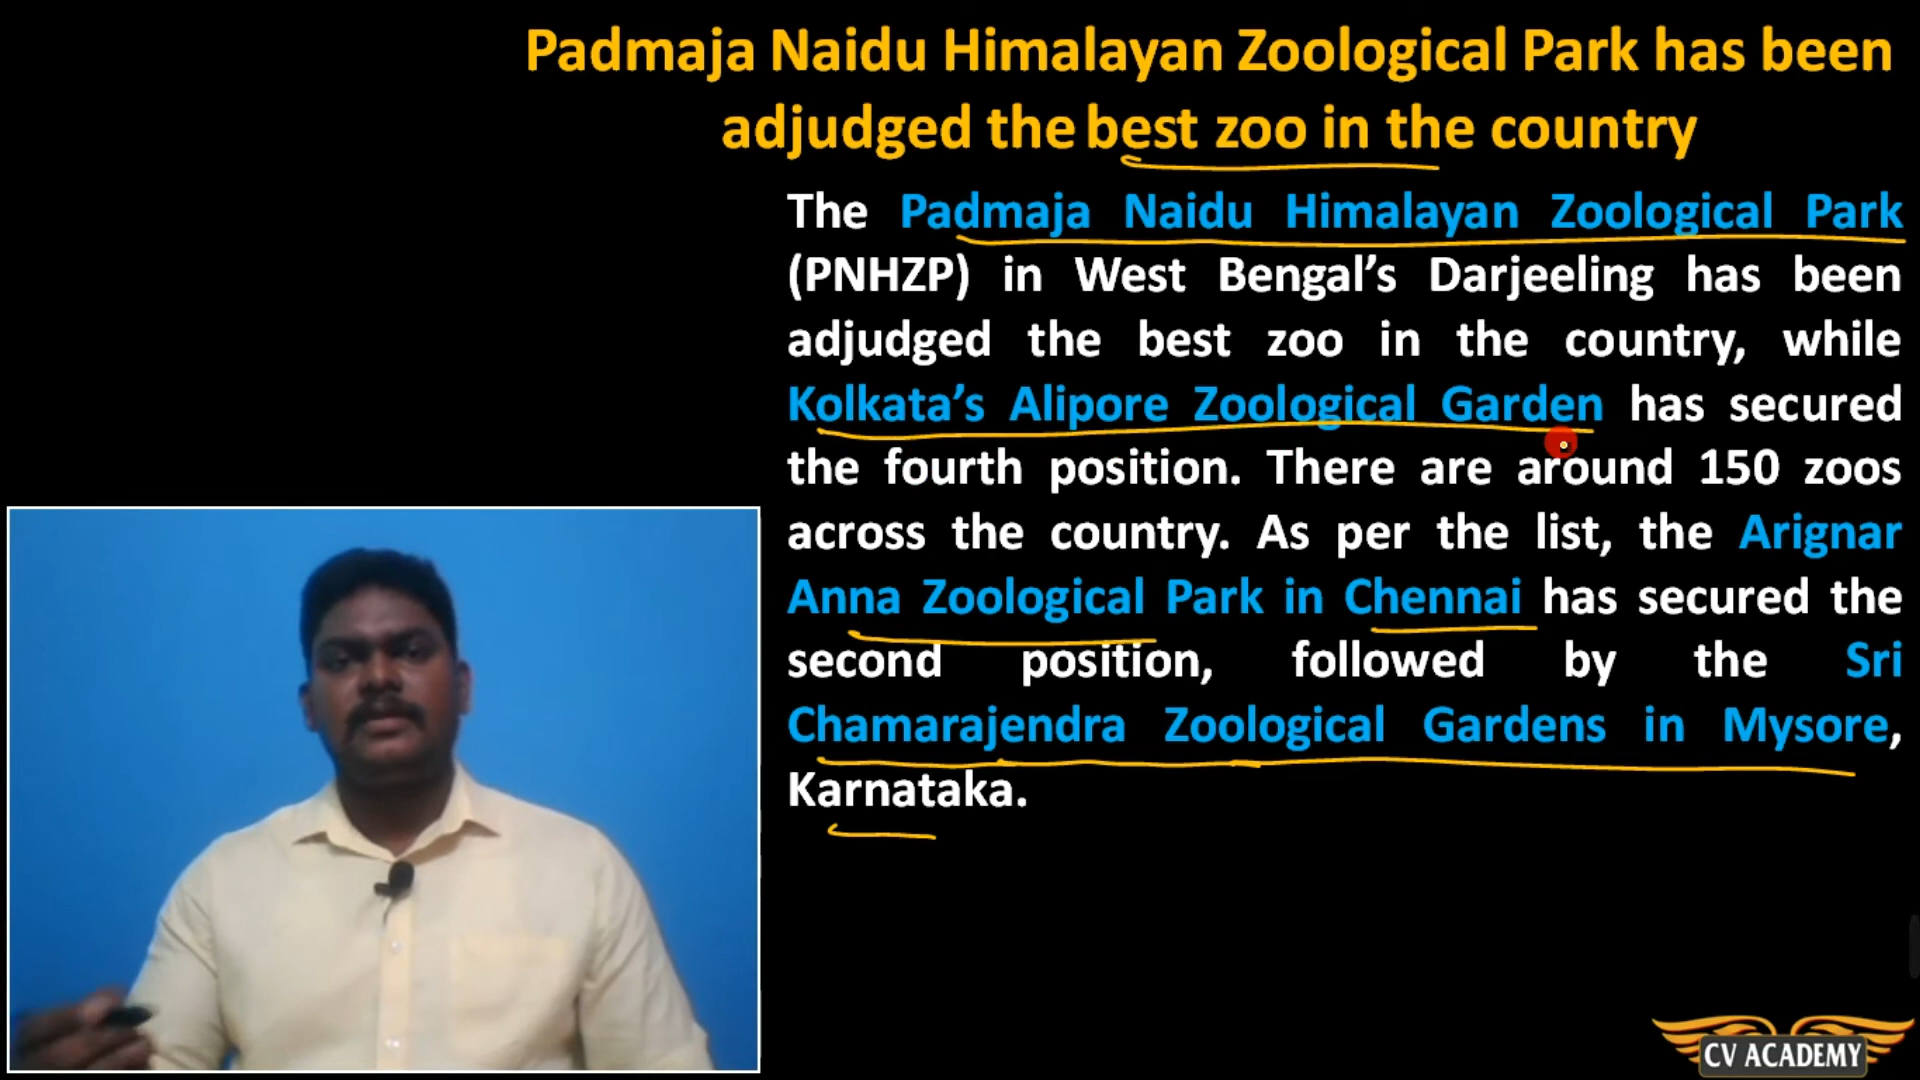 Padmaja Naidu Himalayan Zoological Park has been
adjudged the best zoo in the country
The Padmaja Naidu Himalayan Zoological Park
(PNHZP) in West Bengal’s Darjeeling has been
adjudged the best zoo in the country, while
Kolkata’s Alipore Zoological Garden has secured
the fourth position. There are around 150 zoos
across the country. As per the list, the Arignar
Anna Zoological Park in Chennai has secured the
second position, followed by the Sri
Chamarajendra Zoological Gardens in Mysore,
Karnataka.
CV ACADEMY